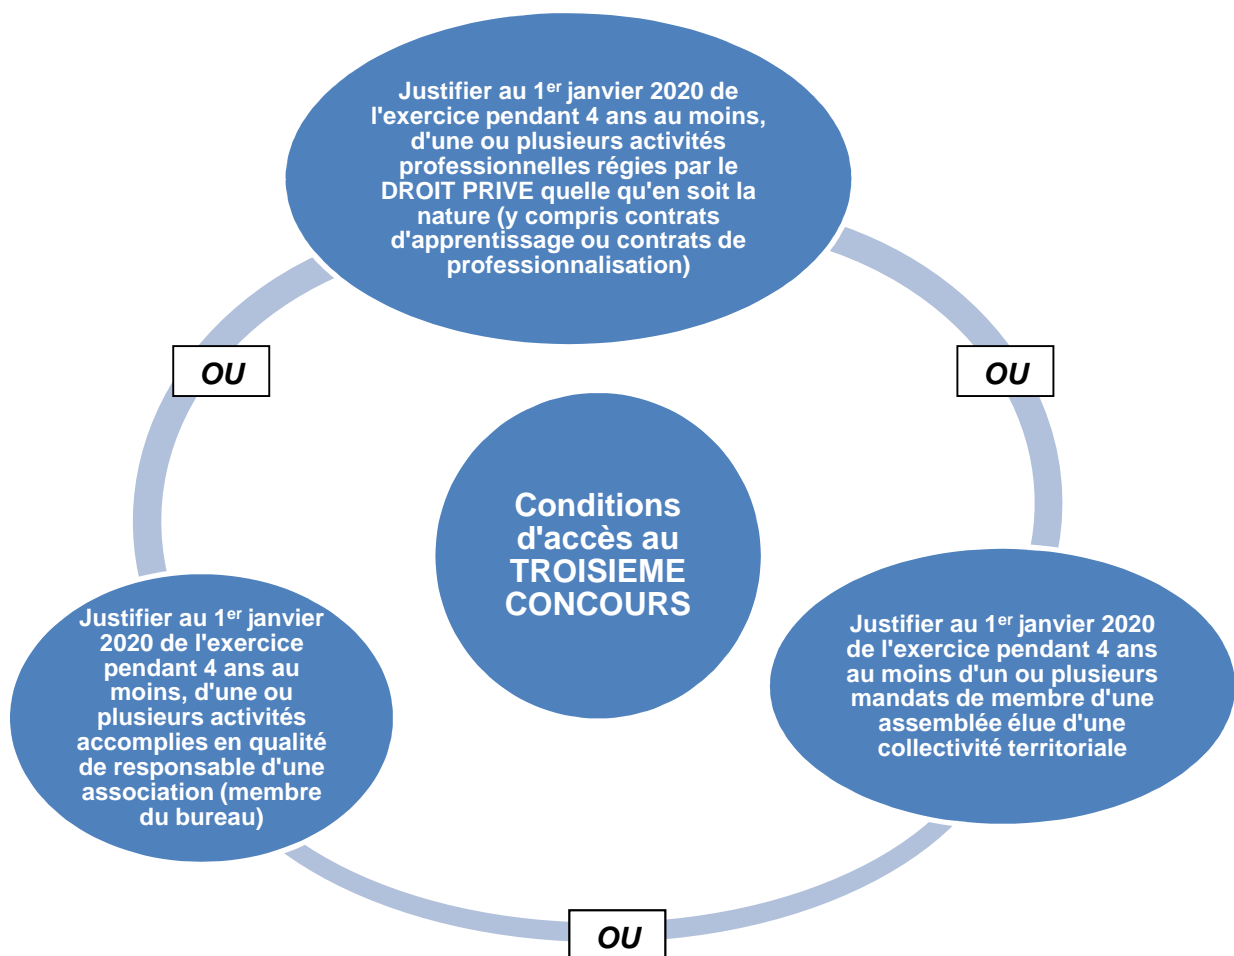 Justifier au 1er janvier 2020 de
l'exercice pendant 4 ans au moins,
d'une ou plusieurs activités
professionnelles régies par le
DROIT PRIVE quelle qu'en soit la
nature (y compris contrats
d'apprentissage ou contrats de
professionnalisation)
OU
OU
Conditions
d'accès au
TROISIEME
CONCOURS
Justifier au 1er janvier
2020 de l'exercice
pendant 4 ans au
moins, d'une ou
plusieurs activités
accomplies en qualité
de responsable d'une
association (membre
du bureau)
Justifier au 1er janvier 2020
de l'exercice pendant 4 ans
au moins d'un ou plusieurs
mandats de membre d'une
assemblée élue d'une
collectivité territoriale
OU